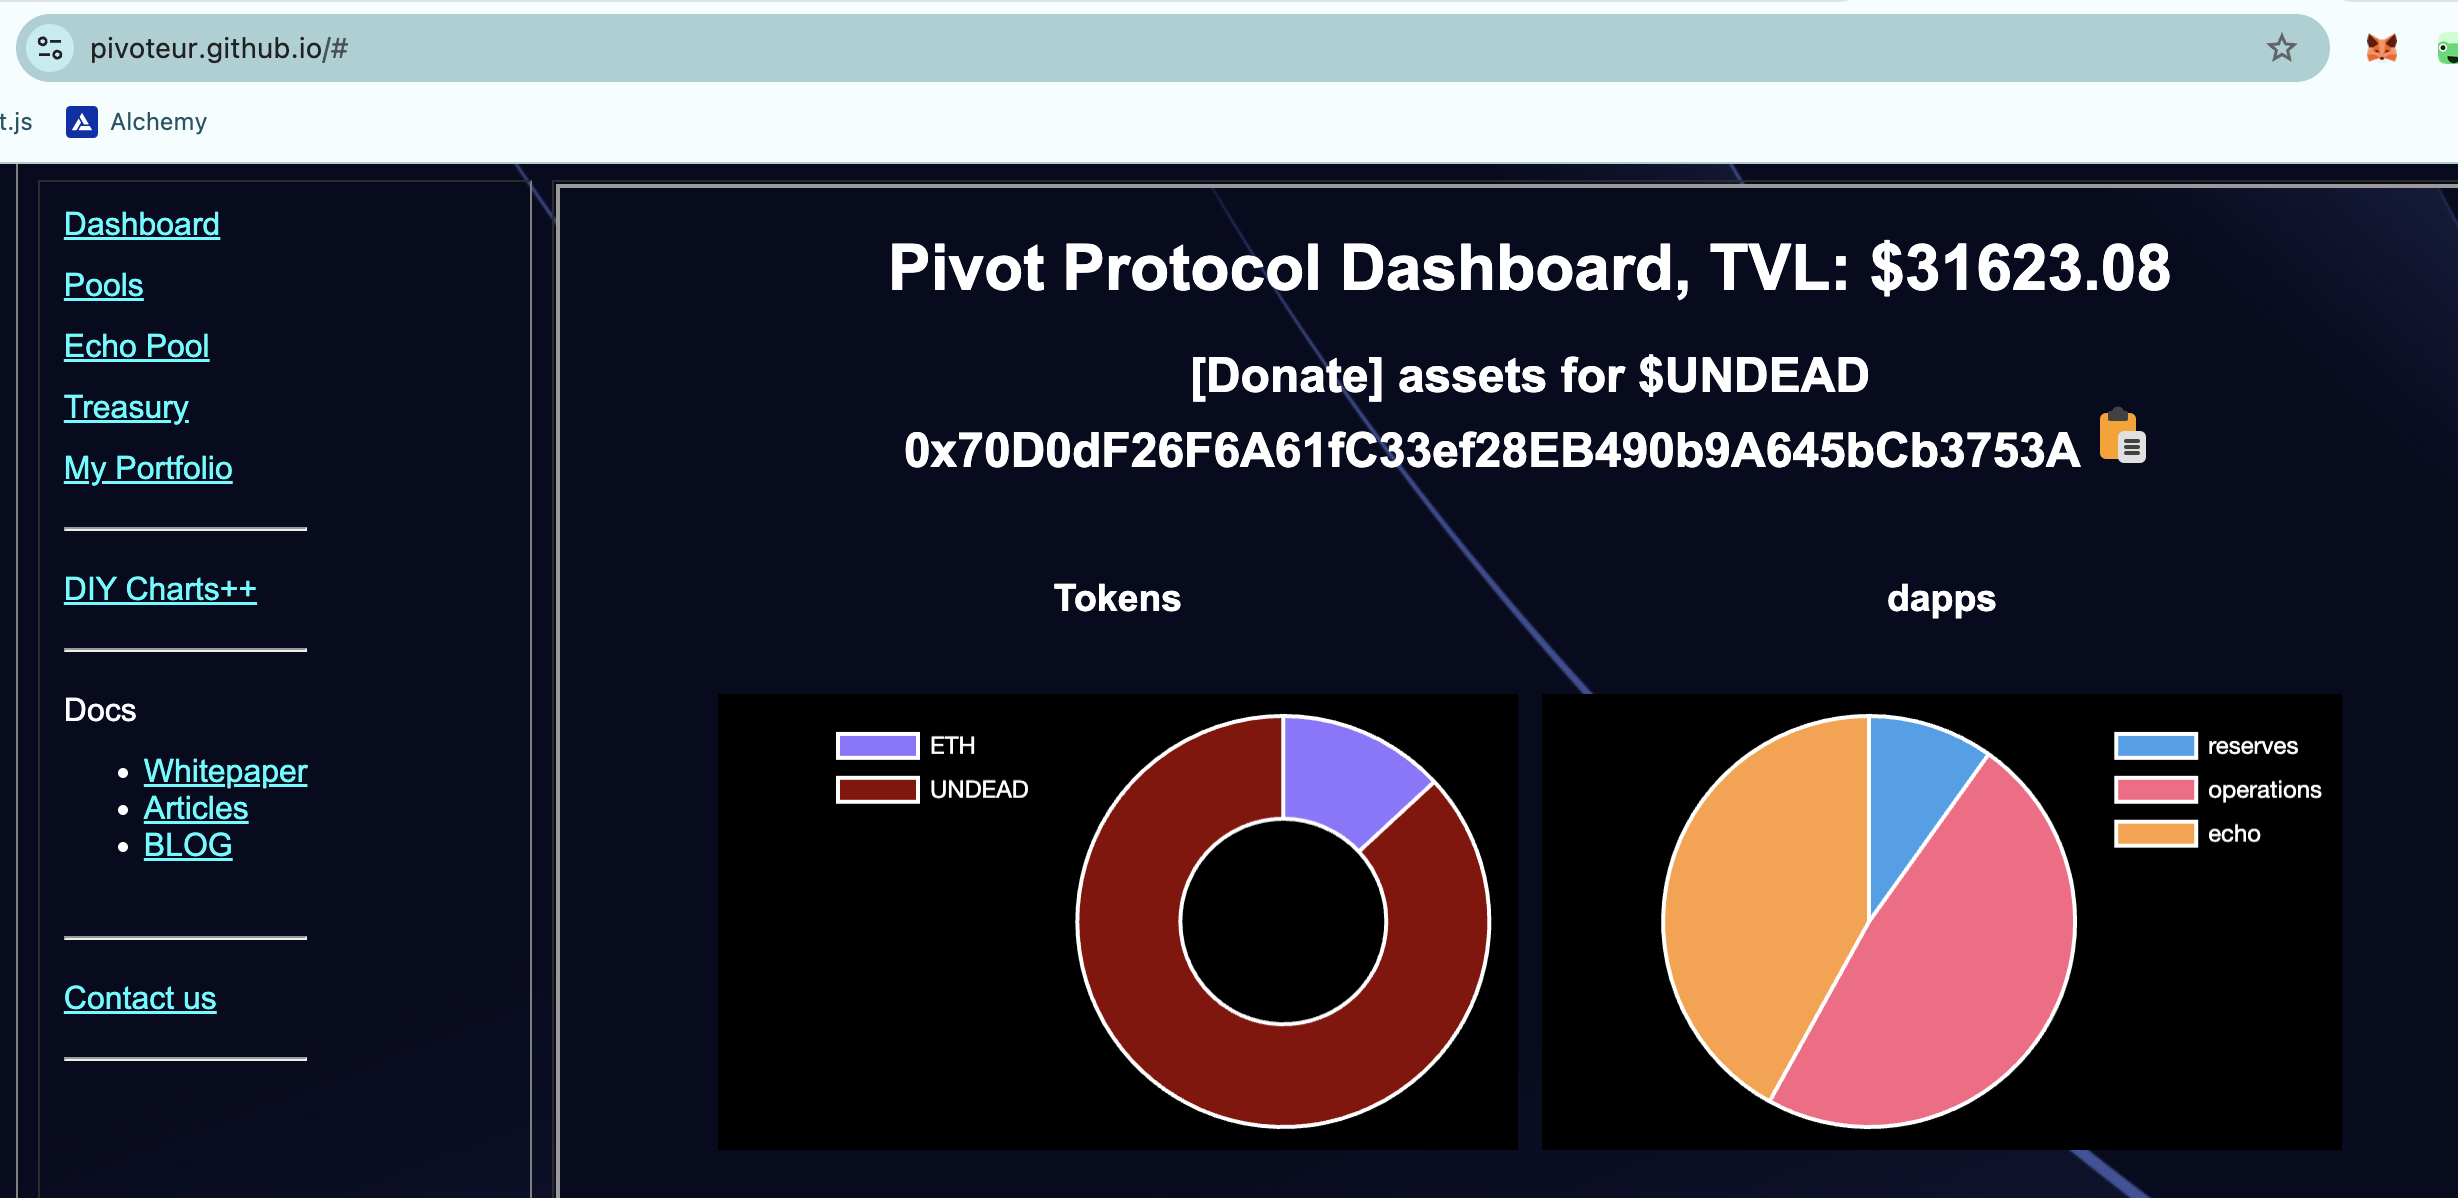 pivoteur.github.io/#
t.js
Alchemy
Dashboard
Pools
Echo Pool
Treasury
My Portfolio
DIY Charts++
Docs
Whitepaper
Articles
BLOG
Contact us
Pivot Protocol Dashboard, TVL: $31623.08
[Donate] assets for $UNDEAD
0x70D0dF26F6A61fC33ef28EB490b9A645bCb3753A
Tokens
ETH
UNDEAD
dapps
reserves
operations
echo